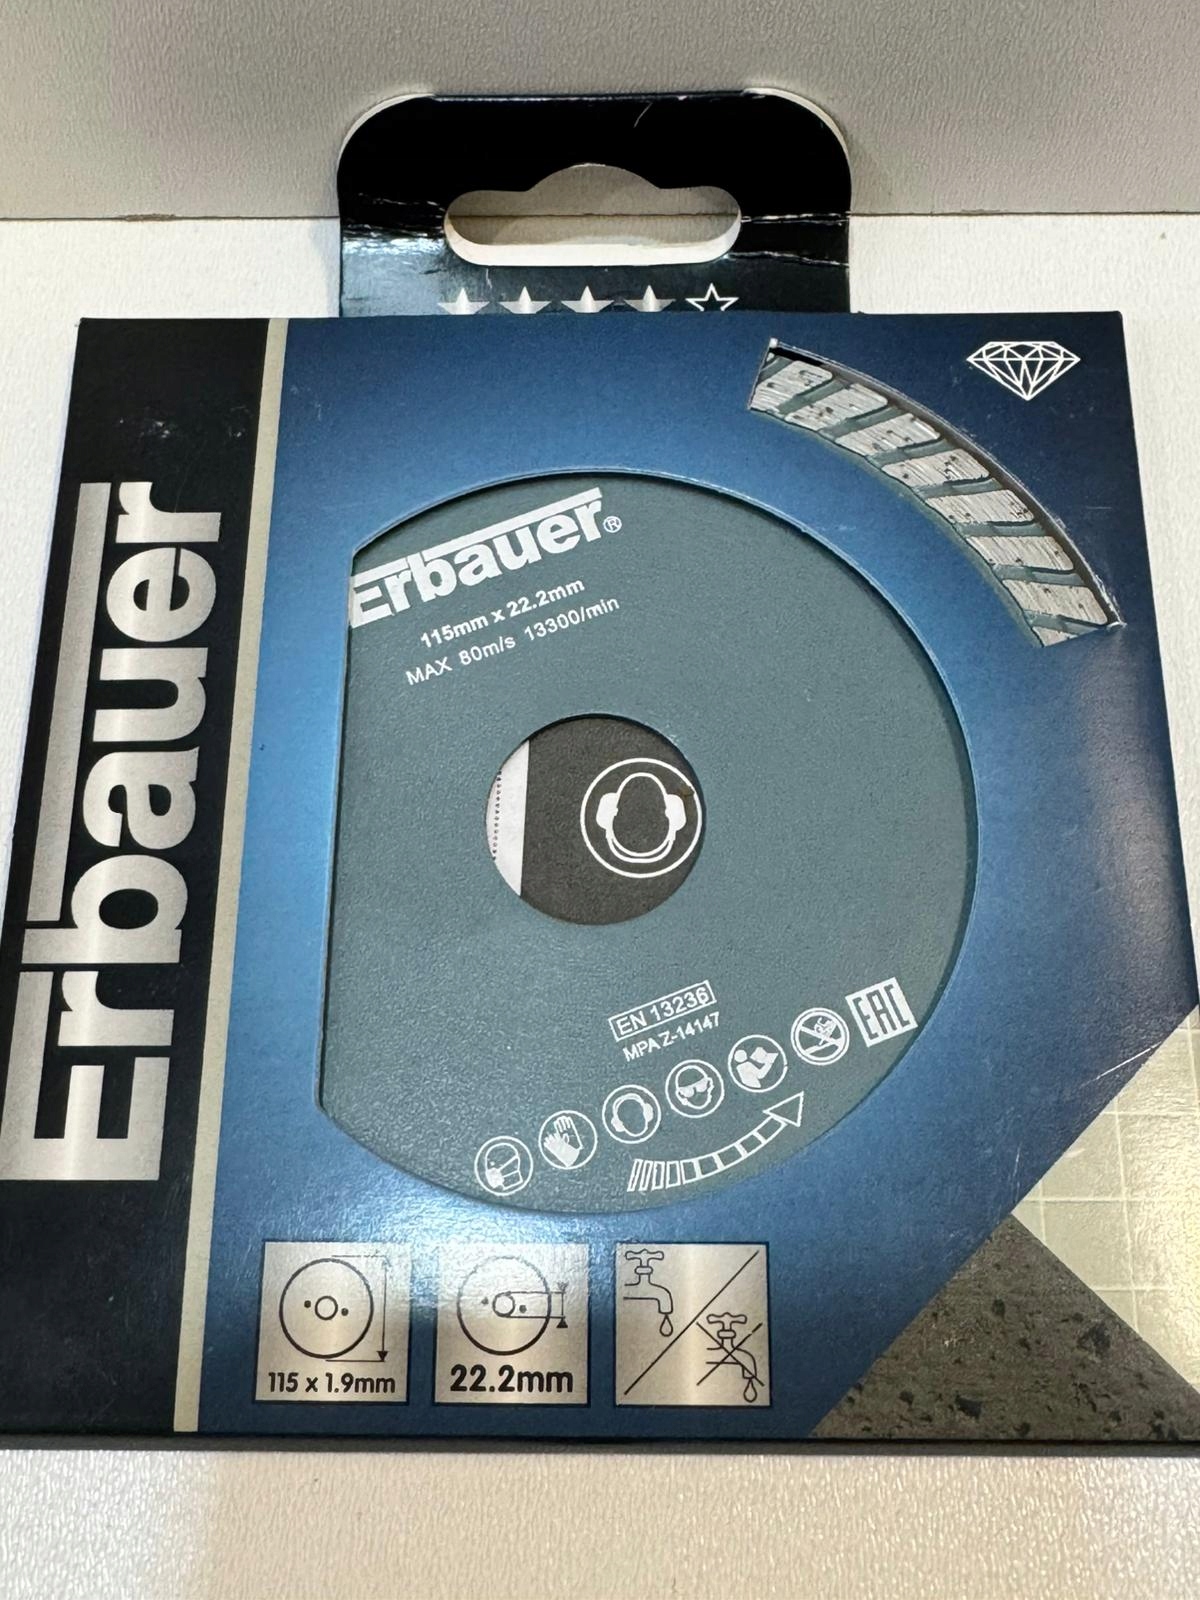 Erbauer
Erbauer®
115mm x 22.2mm
MAX 80m/s 13300/min
EN 13236
MPA Z-14147
EAC
115 x 1.9mm
22.2mm